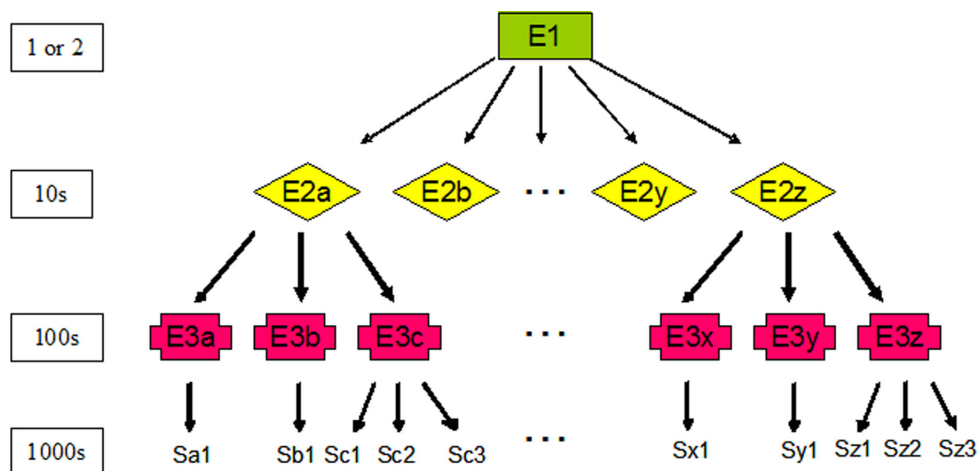 1 or 2 E1
10s E2a E2b ... E2y E2z
100s E3a E3b E3c ... E3x E3y E3z
1000s Sa1 Sb1 Sc1 Sc2 Sc3 ... Sx1 Sy1 Sz1 Sz2 Sz3